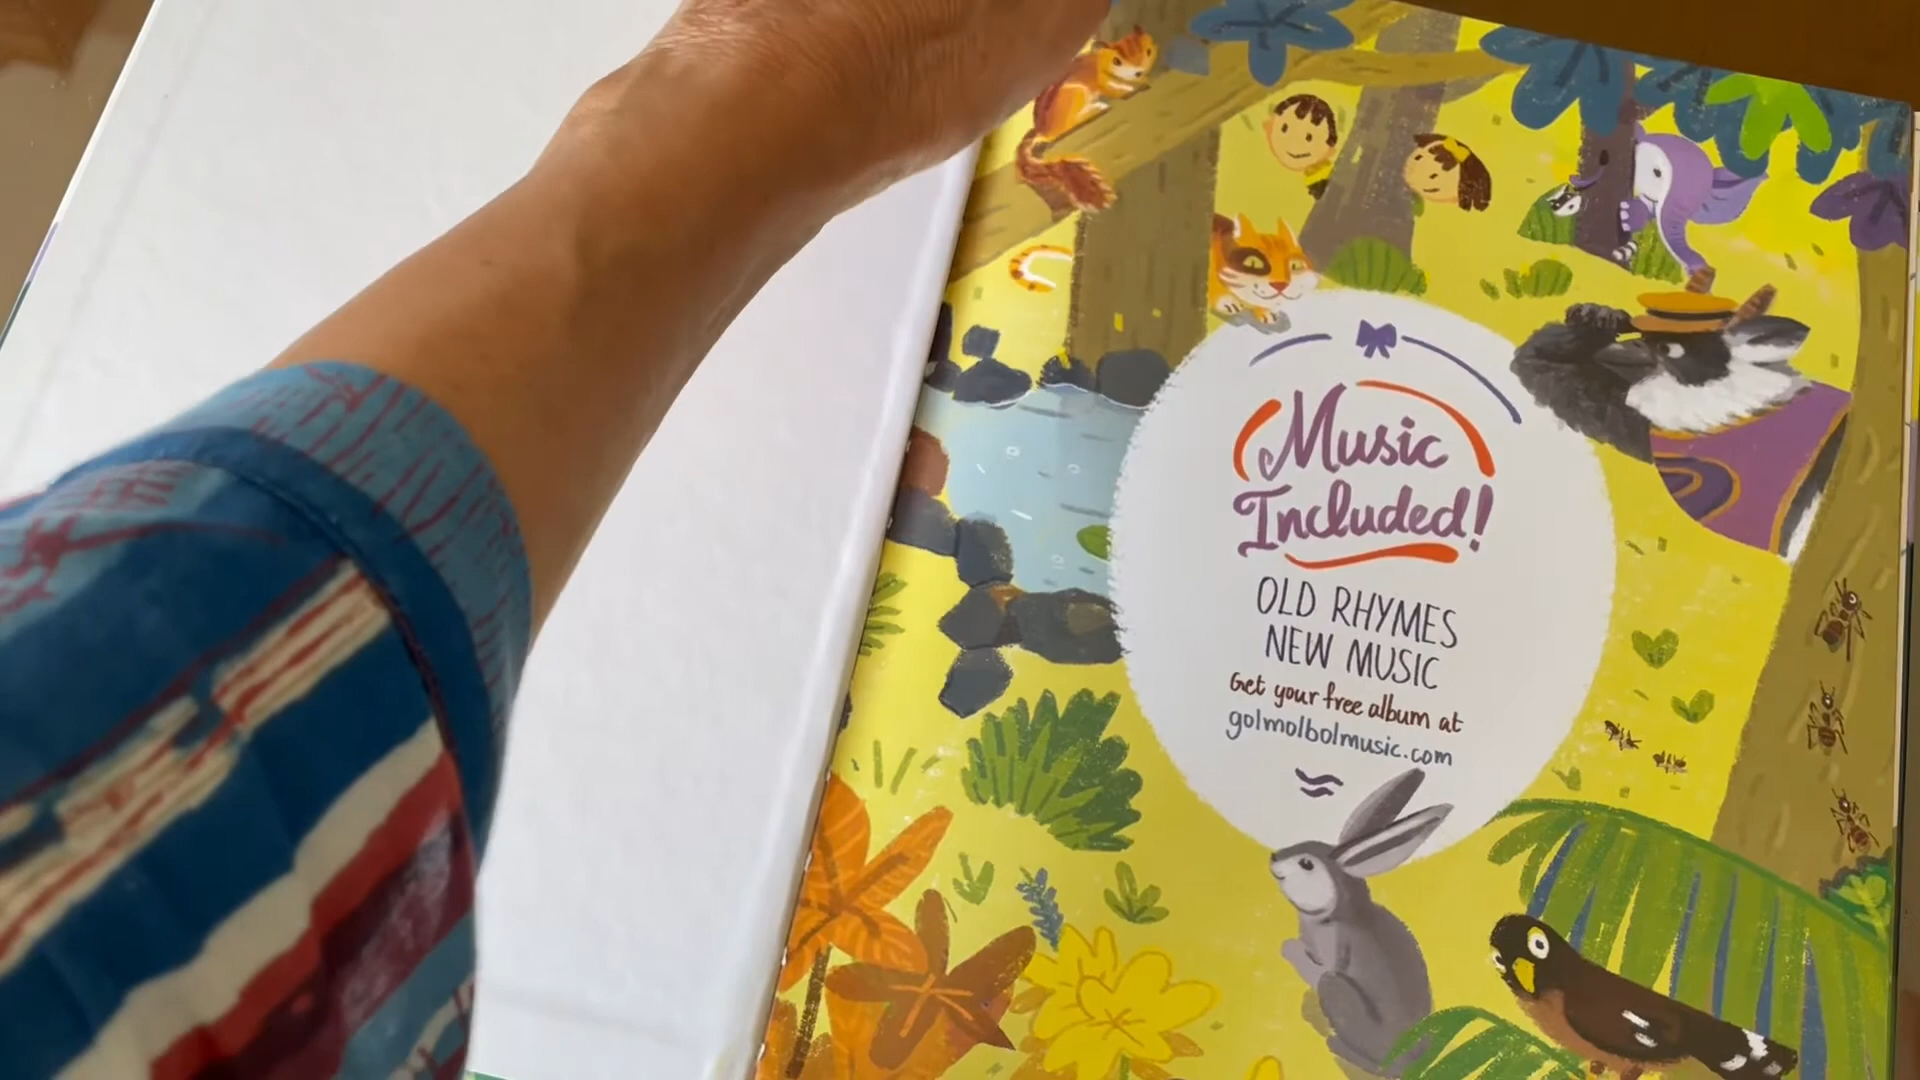 Music
Included!
OLD RHYMES
NEW MUSIC
Get your free album at
golmolbolmusic.com